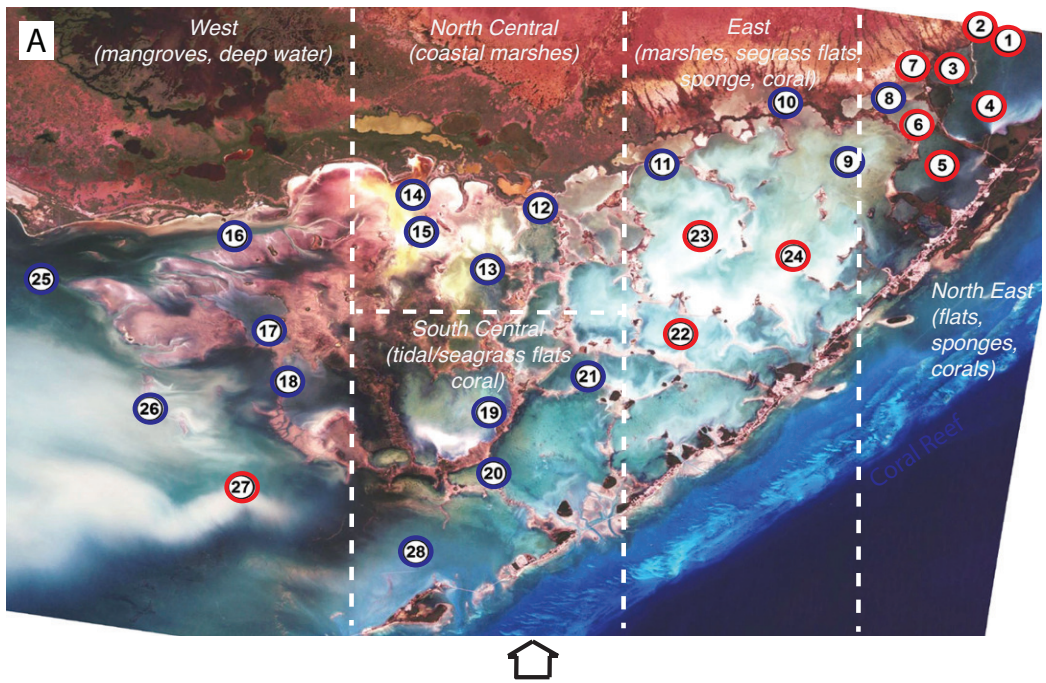 A
West
(mangroves, deep water)
North Central
(coastal marshes)
East
(marshes, segrass flats,
sponge, coral)
2
1
7
3
8
4
10
6
11
9
5
14
12
15
16
23
13
24
25
North East
(flats,
sponges,
corals)
South Central
(tidal/seagrass flats
coral)
17
22
18
21
26
19
Coral Reef
20
27
28